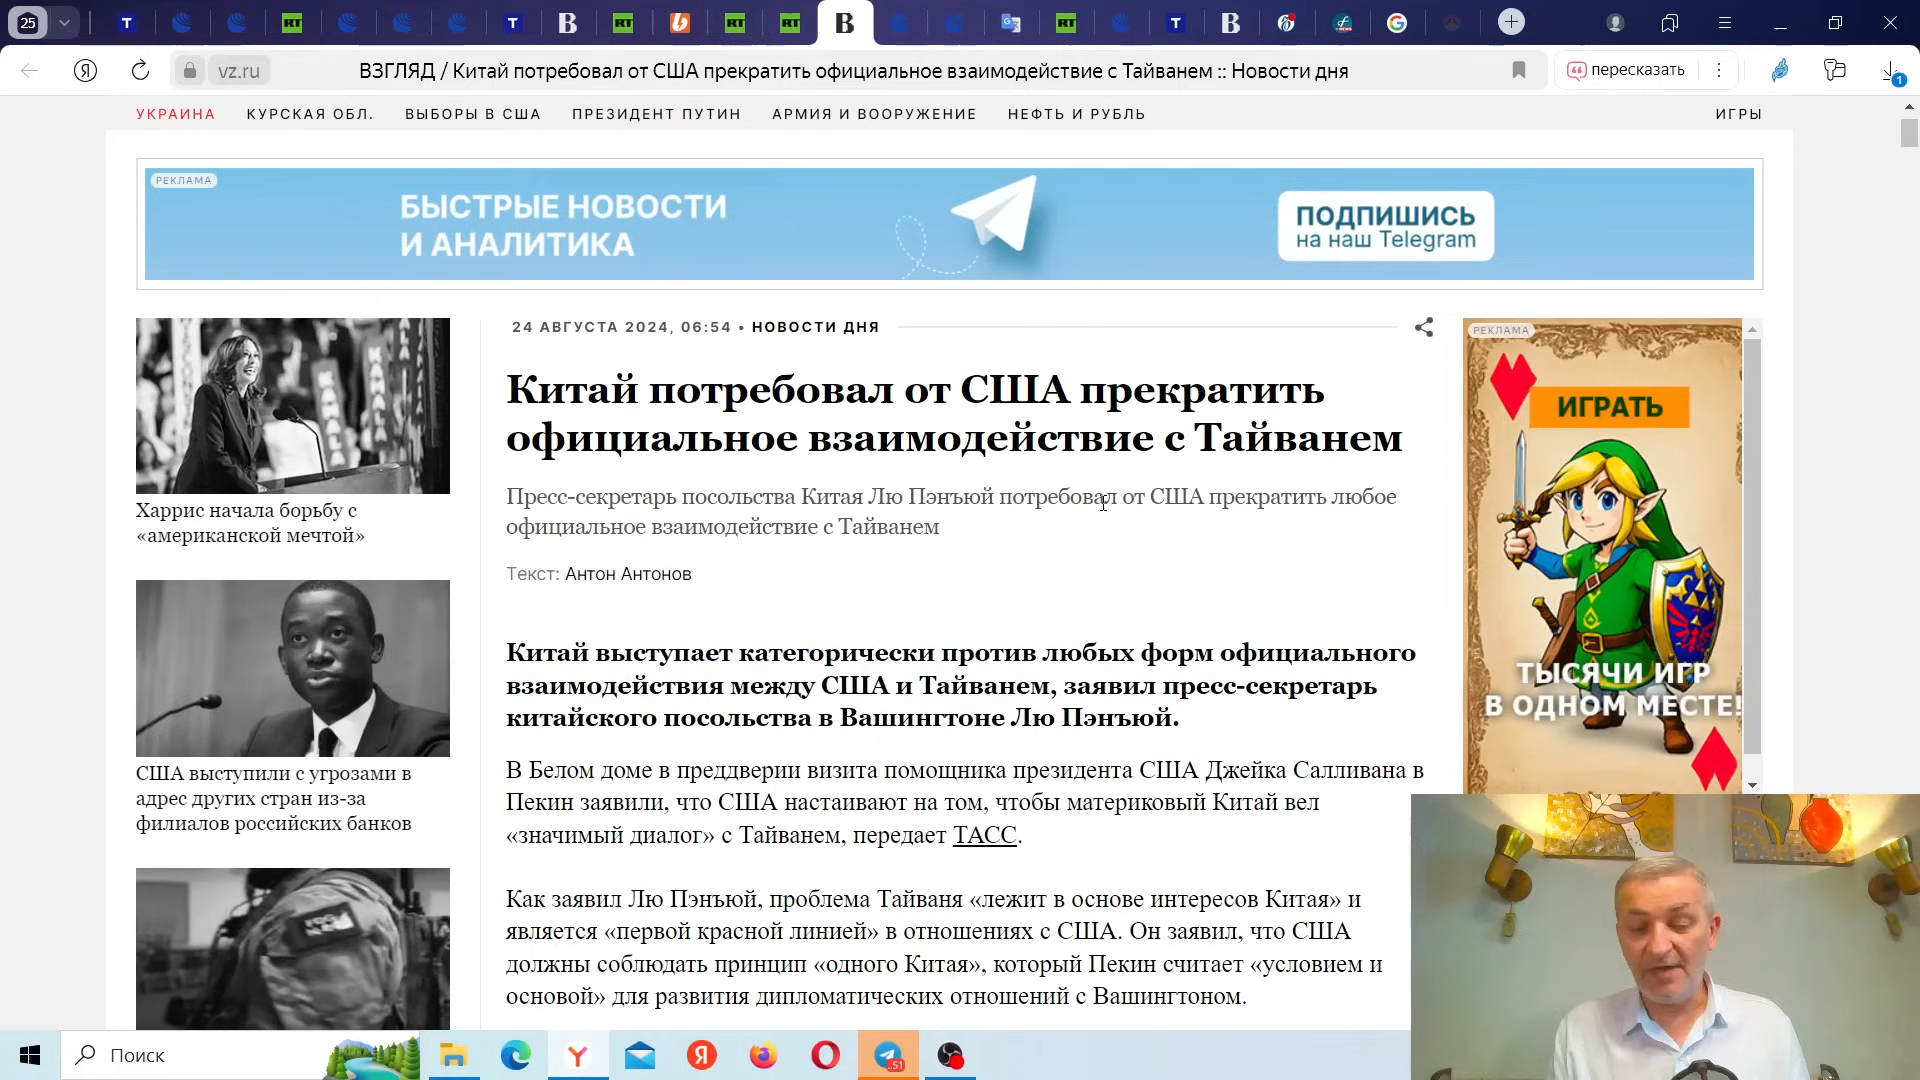 25
vz.ru
ВЗГЛЯД / Китай потребовал от США прекратить официальное взаимодействие с Тайванем :: Новости дня
пересказать
1
УКРАИНА
КУРСКАЯ ОБЛ.
ВЫБОРЫ В США
ПРЕЗИДЕНТ ПУТИН
АРМИЯ И ВООРУЖЕНИЕ
НЕФТЬ И РУБЛЬ
ИГРЫ
РЕКЛАМА
БЫСТРЫЕ НОВОСТИ
И АНАЛИТИКА
ПОДПИШИСЬ
на наш Telegram
Харрис начала борьбу с
«американской мечтой»
США выступили с угрозами в
адрес других стран из-за
филиалов российских банков
24 АВГУСТА 2024, 06:54 • НОВОСТИ ДНЯ
Китай потребовал от США прекратить
официальное взаимодействие с Тайванем
Пресс-секретарь посольства Китая Лю Пэнъюй потребовал от США прекратить любое
официальное взаимодействие с Тайванем
Текст: Антон Антонов
Китай выступает категорически против любых форм официального
взаимодействия между США и Тайванем, заявил пресс-секретарь
китайского посольства в Вашингтоне Лю Пэнъюй.
В Белом доме в преддверии визита помощника президента США Джейка Салливана в
Пекин заявили, что США настаивают на том, чтобы материковый Китай вел
«значимый диалог» с Тайванем, передает ТАСС.
Как заявил Лю Пэнъюй, проблема Тайваня «лежит в основе интересов Китая» и
является «первой красной линией» в отношениях с США. Он заявил, что США
должны соблюдать принцип «одного Китая», который Пекин считает «условием и
основой» для развития дипломатических отношений с Вашингтоном.
РЕКЛАМА
ИГРАТЬ
ТЫСЯЧИ ИГР
В ОДНОМ МЕСТЕ!
Поиск
51